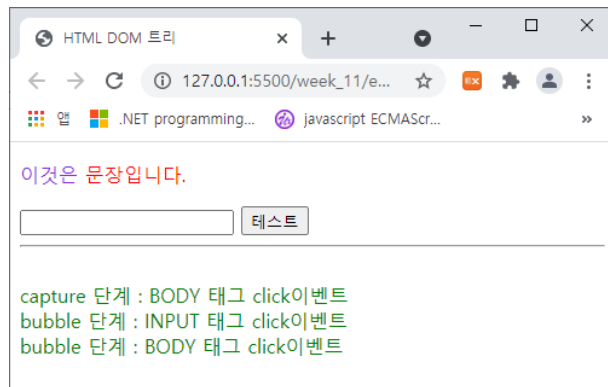 HTML DOM 트리
127.0.0.1:5500/week_11/e...
앱 .NET programming... javascript ECMAScr...
이것은 문장입니다.
테스트
capture 단계 : BODY 태그 click이벤트
bubble 단계 : INPUT 태그 click이벤트
bubble 단계 : BODY 태그 click이벤트